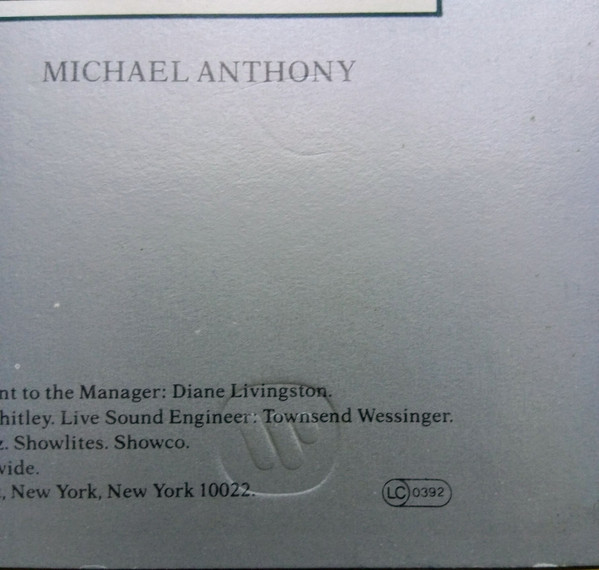 MICHAEL ANTHONY
nt to the Manager: Diane Livingston.
hitley. Live Sound Engineer: Townsend Wessinger.
z. Showlites. Showco.
wide.
, New York, New York 10022.
LC 0392